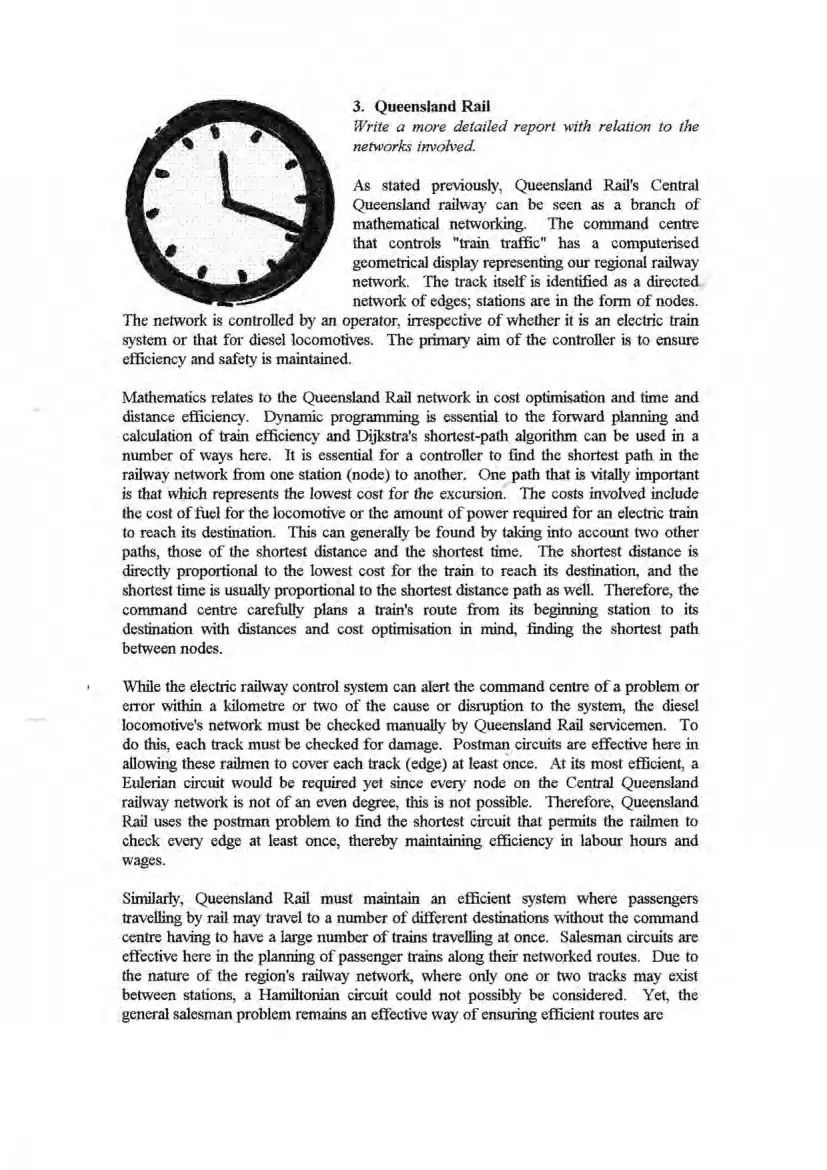 3. Queensland Rail
Write a more detailed report with relation to the
networks involved.
As stated previously, Queensland Rail's Central
Queensland railway can be seen as a branch of
mathematical networking. The command centre
that controls "train traffic" has a computerised
geometrical display representing our regional railway
network. The track itself is identified as a directed
network of edges; stations are in the form of nodes.
The network is controlled by an operator, irrespective of whether it is an electric train
system or that for diesel locomotives. The primary aim of the controller is to ensure
efficiency and safety is maintained.
Mathematics relates to the Queensland Rail network in cost optimisation and time and
distance efficiency. Dynamic programming is essential to the forward planning and
calculation of train efficiency and Dijkstra's shortest-path algorithm can be used in a
number of ways here. It is essential for a controller to find the shortest path in the
railway network from one station (node) to another. One path that is vitally important
is that which represents the lowest cost for the excursion. The costs involved include
the cost of fuel for the locomotive or the amount of power required for an electric train
to reach its destination. This can generally be found by taking into account two other
paths, those of the shortest distance and the shortest time. The shortest distance is
directly proportional to the lowest cost for the train to reach its destination, and the
shortest time is usually proportional to the shortest distance path as well. Therefore, the
command centre carefully plans a train's route from its beginning station to its
destination with distances and cost optimisation in mind, finding the shortest path
between nodes.
While the electric railway control system can alert the command centre of a problem or
error within a kilometre or two of the cause or disruption to the system, the diesel
locomotive's network must be checked manually by Queensland Rail servicemen. To
do this, each track must be checked for damage. Postman circuits are effective here in
allowing these railmen to cover each track (edge) at least once. At its most efficient, a
Eulerian circuit would be required yet since every node on the Central Queensland
railway network is not of an even degree, this is not possible. Therefore, Queensland
Rail uses the postman problem to find the shortest circuit that permits the railmen to
check every edge at least once, thereby maintaining efficiency in labour hours and
wages.
Similarly, Queensland Rail must maintain an efficient system where passengers
travelling by rail may travel to a number of different destinations without the command
centre having to have a large number of trains travelling at once. Salesman circuits are
effective here in the planning of passenger trains along their networked routes. Due to
the nature of the region's railway network, where only one or two tracks may exist
between stations, a Hamiltonian circuit could not possibly be considered. Yet, the
general salesman problem remains an effective way of ensuring efficient routes are